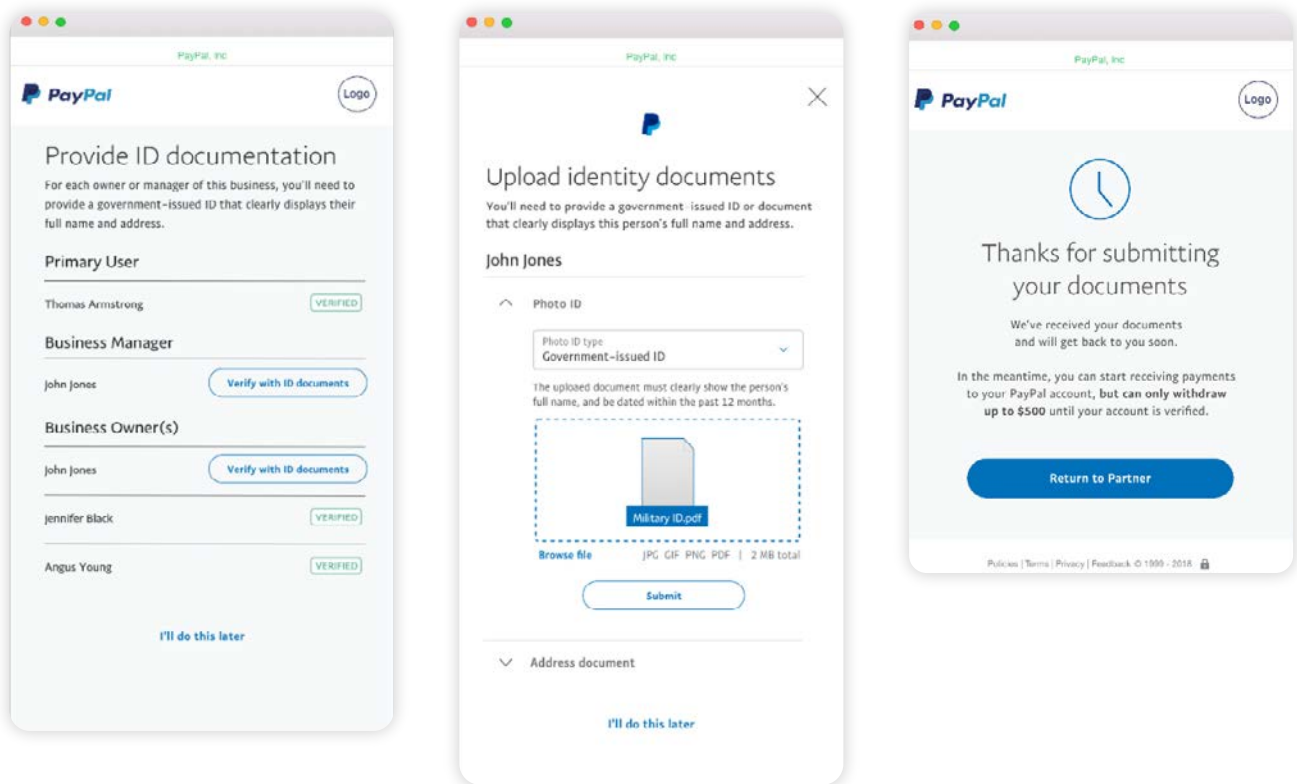 PayPal, Inc
PayPal
Logo
Provide ID documentation
For each owner or manager of this business, you'll need to
provide a government-issued ID that clearly displays their
full name and address.
Primary User
Thomas Armstrong
VERIFIED
Business Manager
John Jones
Verify with ID documents
Business Owner(s)
John Jones
Verify with ID documents
Jennifer Black
VERIFIED
Angus Young
VERIFIED
I'll do this later
PayPal, Inc
Upload identity documents
You'll need to provide a government-issued ID or document
that clearly displays this person's full name and address.
John Jones
Photo ID
Photo ID type
Government-issued ID
The uploaed document must clearly show the person's
full name, and be dated within the past 12 months.
Military ID.pdf
Browse file
JPG GIF PNG PDF | 2 MB total
Submit
Address document
I'll do this later
PayPal, Inc
PayPal
Logo
Thanks for submitting
your documents
We've received your documents
and will get back to you soon.
In the meantime, you can start receiving payments
to your PayPal account, but can only withdraw
up to $500 until your account is verified.
Return to Partner
Policies | Terms | Privacy | Feedback © 1999 - 2018